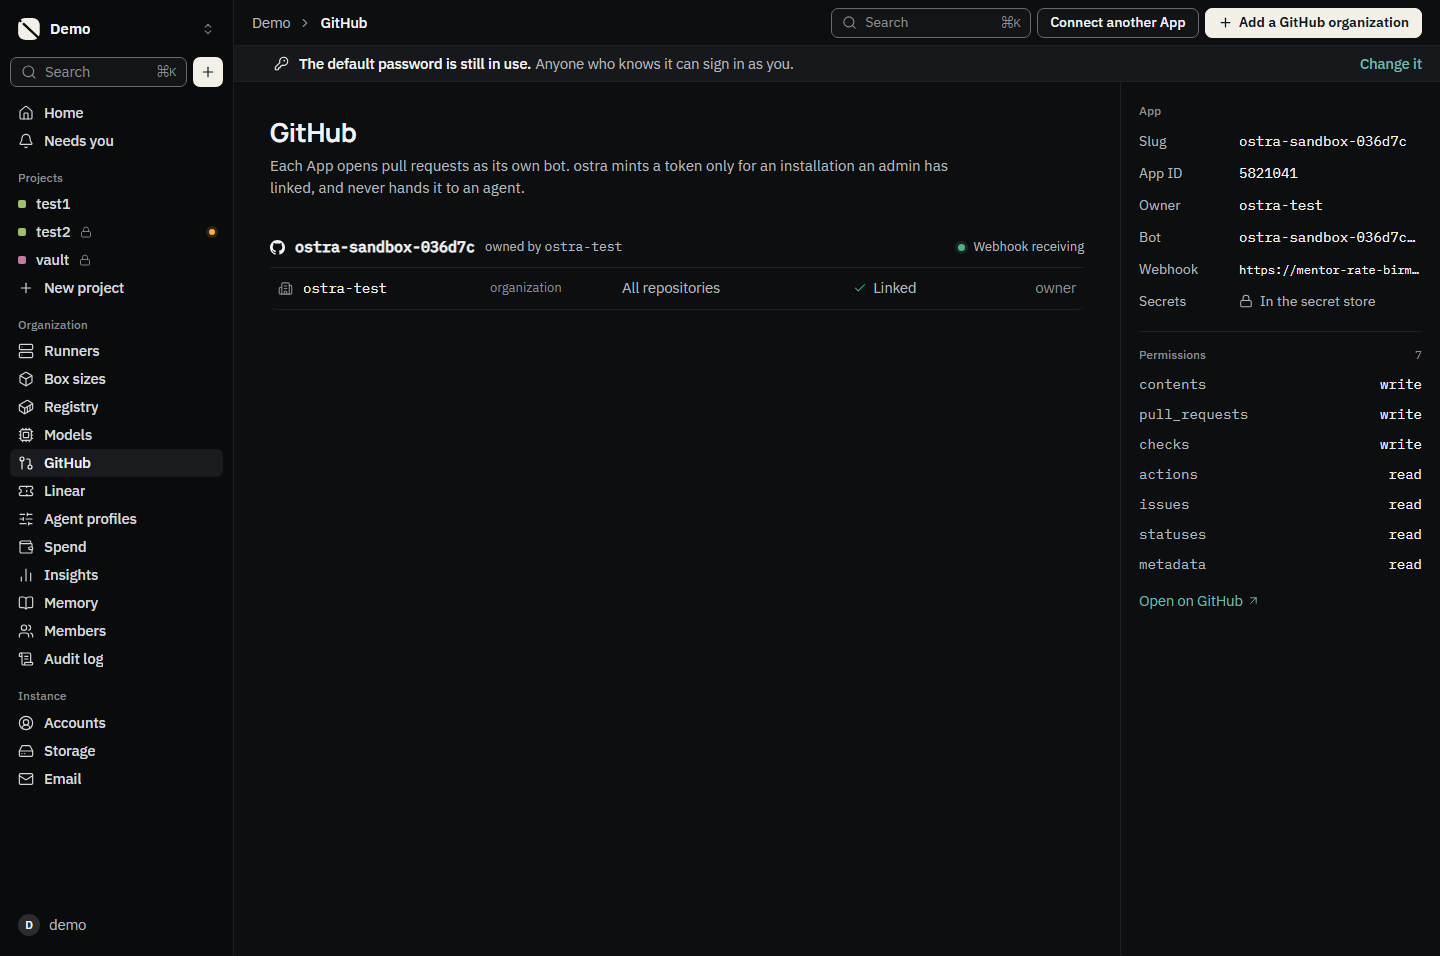 Demo
Search ⌘K
Home
Needs you
Projects
test1
test2
vault
New project
Organization
Runners
Box sizes
Registry
Models
GitHub
Linear
Agent profiles
Spend
Insights
Memory
Members
Audit log
Instance
Accounts
Storage
Email
D demo
Demo > GitHub
Search ⌘K
Connect another App
+ Add a GitHub organization
The default password is still in use. Anyone who knows it can sign in as you.
Change it
GitHub
Each App opens pull requests as its own bot. ostra mints a token only for an installation an admin has
linked, and never hands it to an agent.
ostra-sandbox-036d7c owned by ostra-test Webhook receiving
ostra-test organization All repositories Linked owner
App
Slug ostra-sandbox-036d7c
App ID 5821041
Owner ostra-test
Bot ostra-sandbox-036d7c…
Webhook https://mentor-rate-birm…
Secrets In the secret store
Permissions 7
contents write
pull_requests write
checks write
actions read
issues read
statuses read
metadata read
Open on GitHub